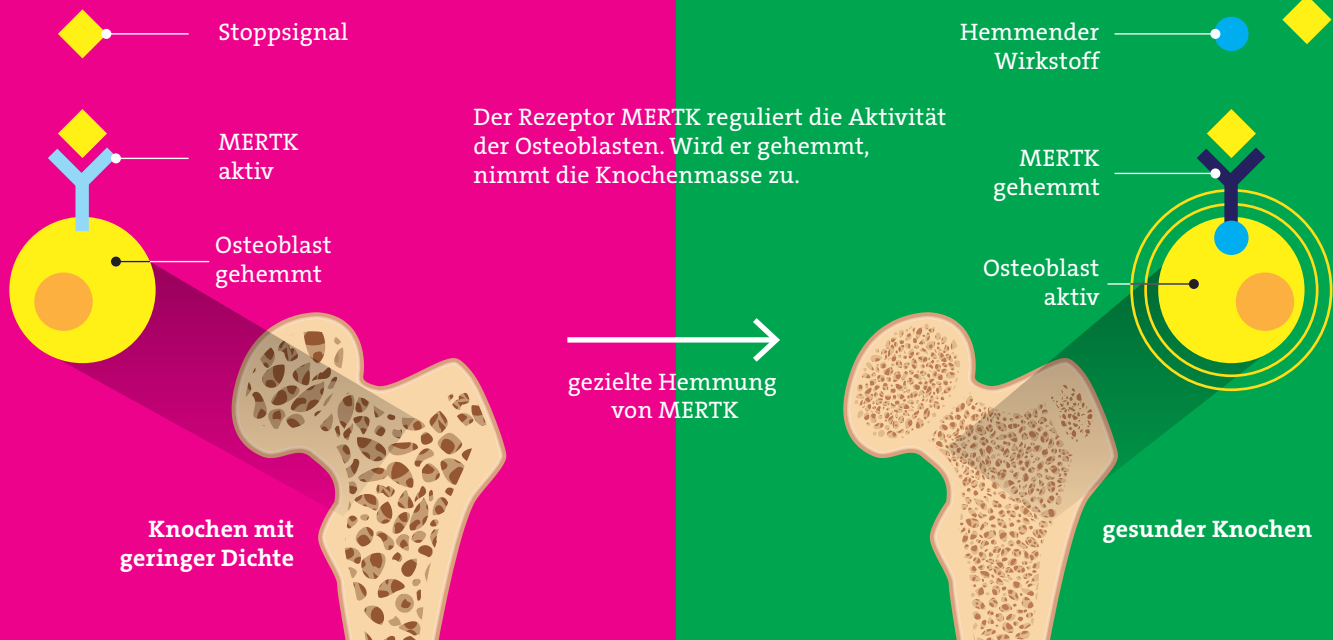 Stoppsignal
MERTK
aktiv
Osteoblast
gehemmt
Knochen mit
geringer Dichte
Der Rezeptor MERTK reguliert die Aktivität
der Osteoblasten. Wird er gehemmt,
nimmt die Knochenmasse zu.
gezielte Hemmung
von MERTK
Hemmender
Wirkstoff
MERTK
gehemmt
Osteoblast
aktiv
gesunder Knochen